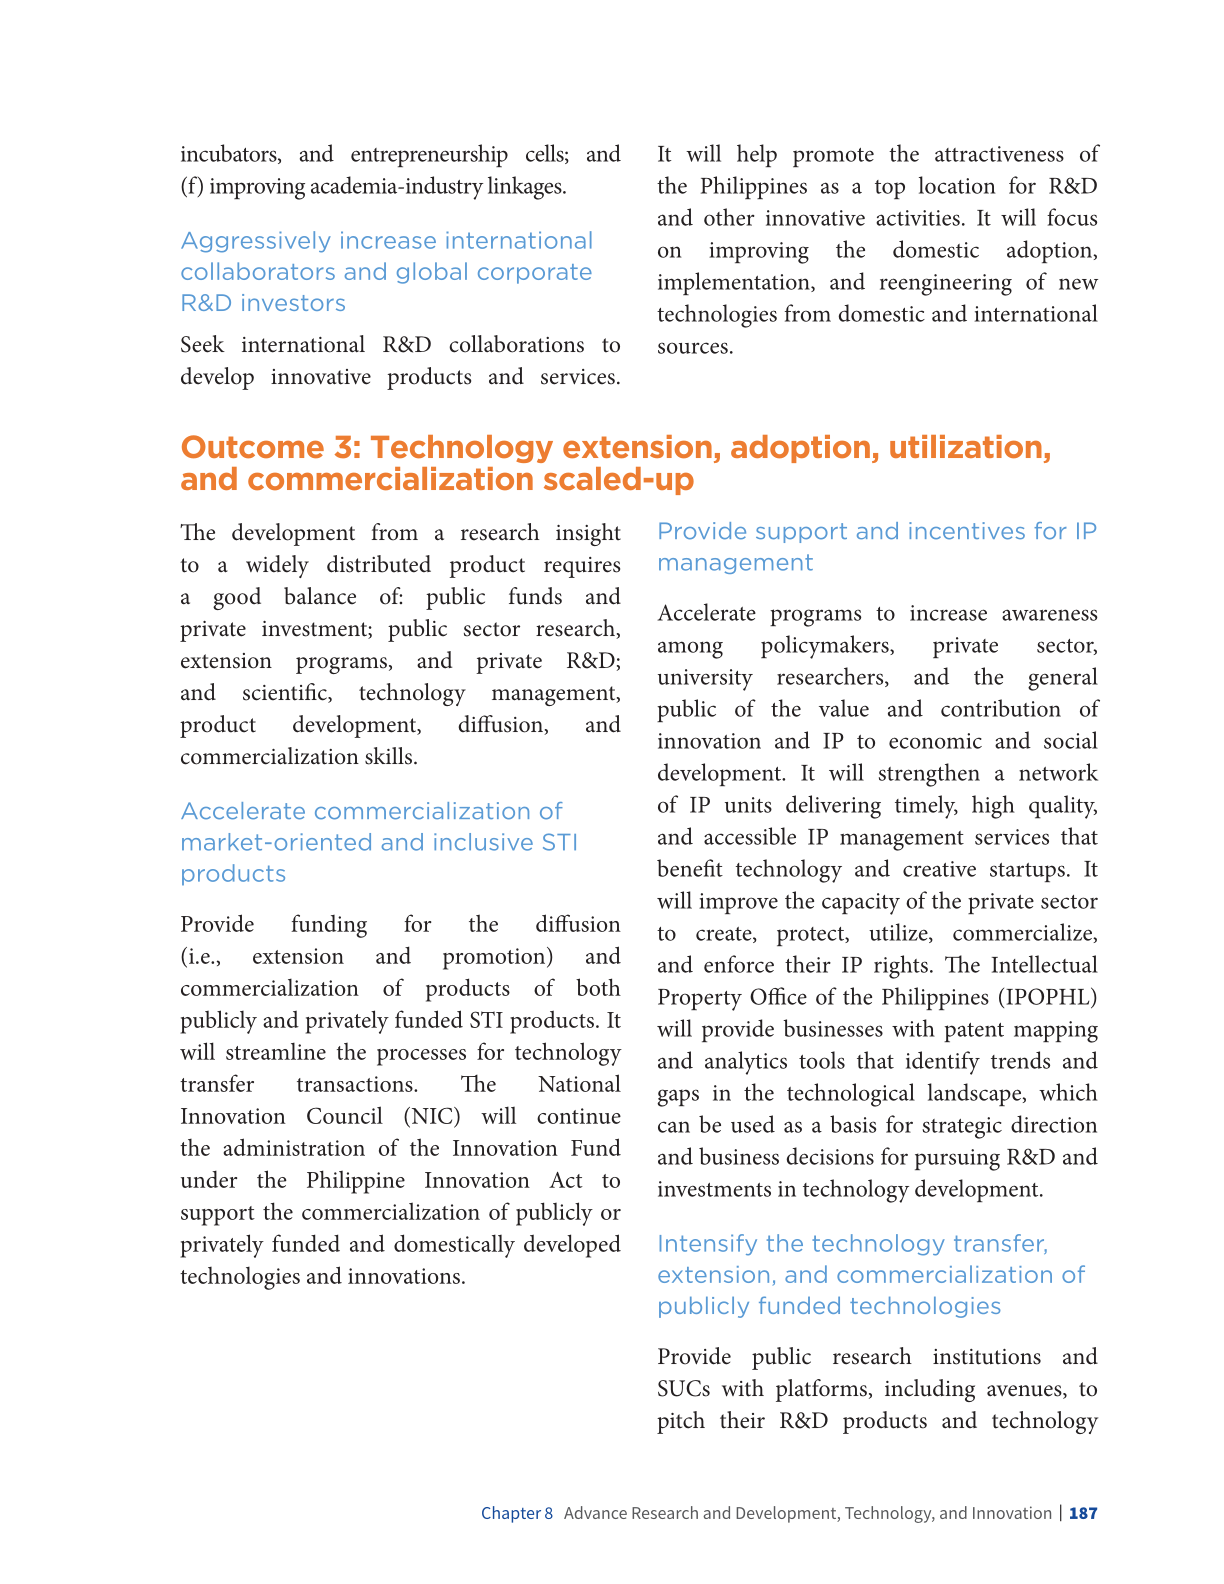 incubators, and entrepreneurship cells; and
(f) improving academia-industry linkages.
Aggressively increase international
collaborators and global corporate
R&D investors
Seek international R&D collaborations to
develop innovative products and services.
It will help promote the attractiveness of
the Philippines as a top location for R&D
and other innovative activities. It will focus
on improving the domestic adoption,
implementation, and reengineering of new
technologies from domestic and international
sources.
Outcome 3: Technology extension, adoption, utilization,
and commercialization scaled-up
The development from a research insight
to a widely distributed product requires
a good balance of: public funds and
private investment; public sector research,
extension programs, and private R&D;
and scientific, technology management,
product development, diffusion, and
commercialization skills.
Accelerate commercialization of
market-oriented and inclusive STI
products
Provide funding for the diffusion
(i.e., extension and promotion) and
commercialization of products of both
publicly and privately funded STI products. It
will streamline the processes for technology
transfer transactions. The National
Innovation Council (NIC) will continue
the administration of the Innovation Fund
under the Philippine Innovation Act to
support the commercialization of publicly or
privately funded and domestically developed
technologies and innovations.
Provide support and incentives for IP
management
Accelerate programs to increase awareness
among policymakers, private sector,
university researchers, and the general
public of the value and contribution of
innovation and IP to economic and social
development. It will strengthen a network
of IP units delivering timely, high quality,
and accessible IP management services that
benefit technology and creative startups. It
will improve the capacity of the private sector
to create, protect, utilize, commercialize,
and enforce their IP rights. The Intellectual
Property Office of the Philippines (IPOPHL)
will provide businesses with patent mapping
and analytics tools that identify trends and
gaps in the technological landscape, which
can be used as a basis for strategic direction
and business decisions for pursuing R&D and
investments in technology development.
Intensify the technology transfer,
extension, and commercialization of
publicly funded technologies
Provide public research institutions and
SUCs with platforms, including avenues, to
pitch their R&D products and technology
Chapter 8 Advance Research and Development, Technology, and Innovation | 187